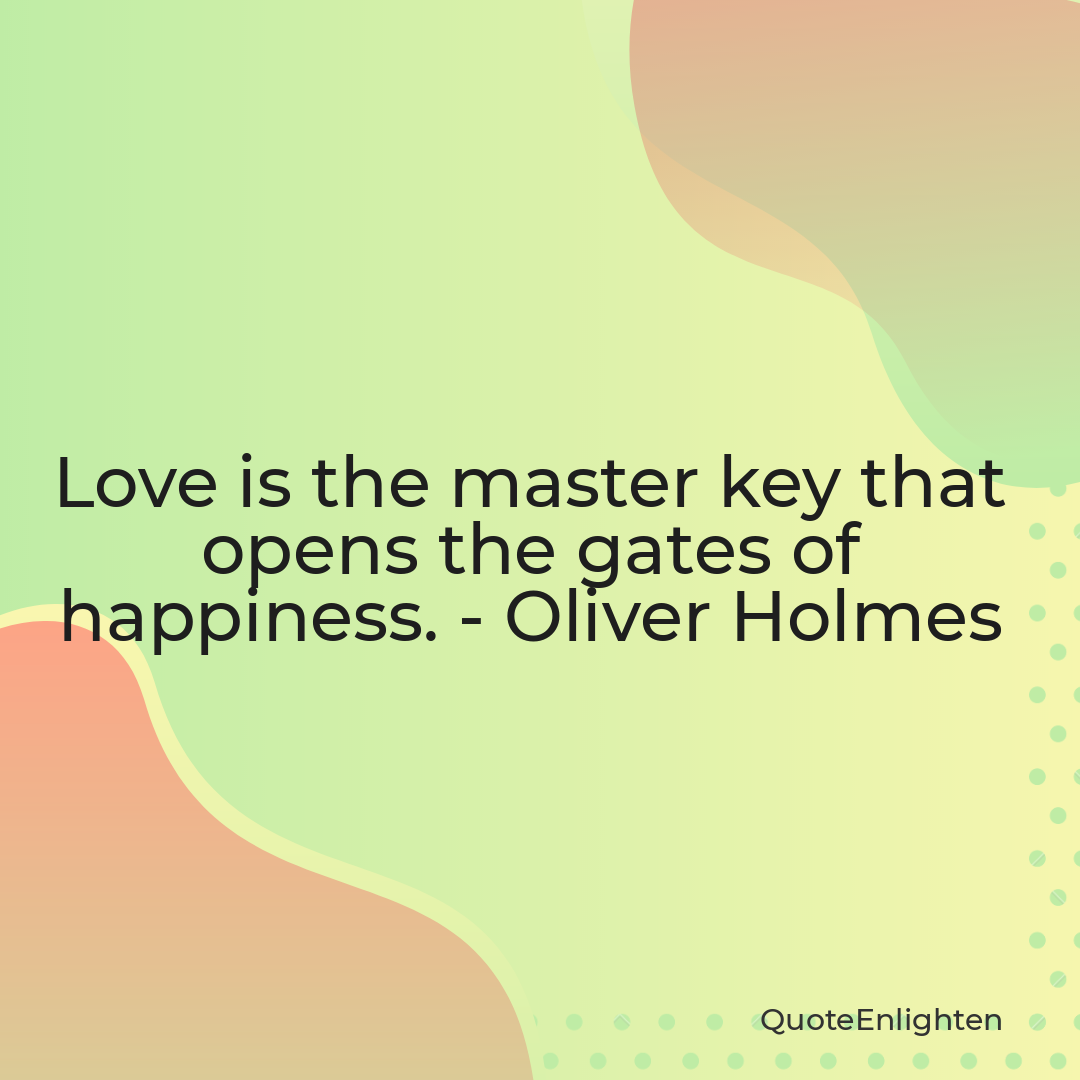 Love is the master key that
opens the gates of
happiness. - Oliver Holmes
QuoteEnlighten